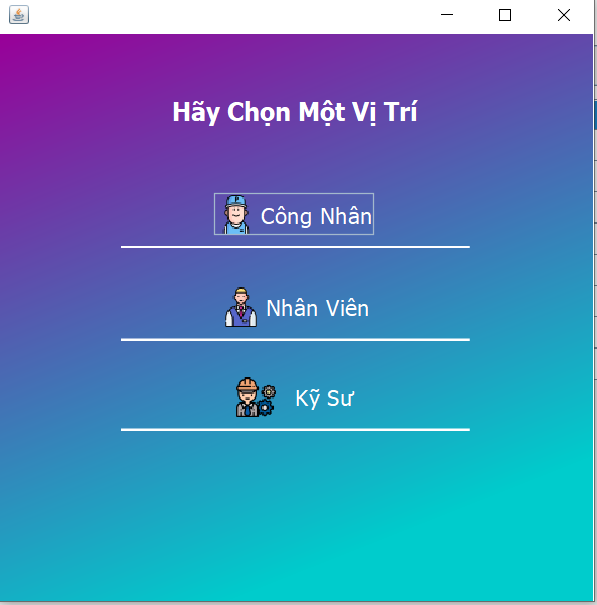 Hãy Chọn Một Vị Trí
Công Nhân
Nhân Viên
Kỹ Sư